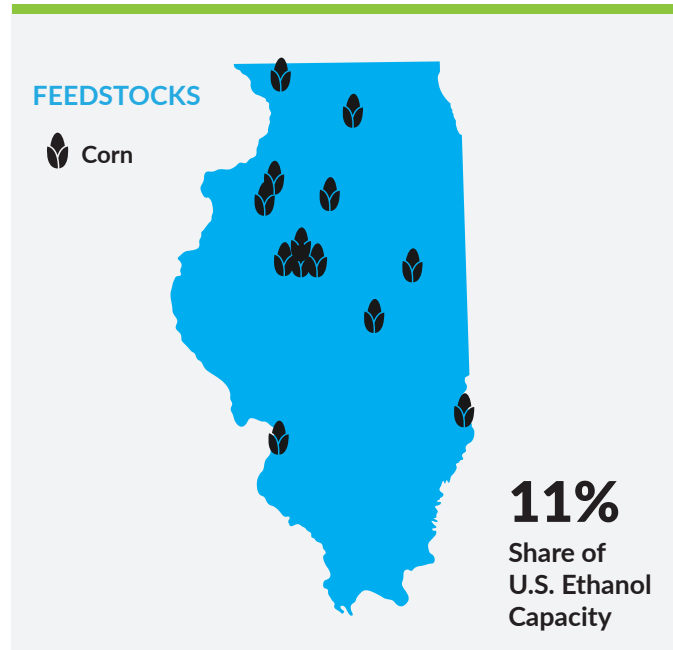 FEEDSTOCKS
Corn
11%
Share of
U.S. Ethanol
Capacity